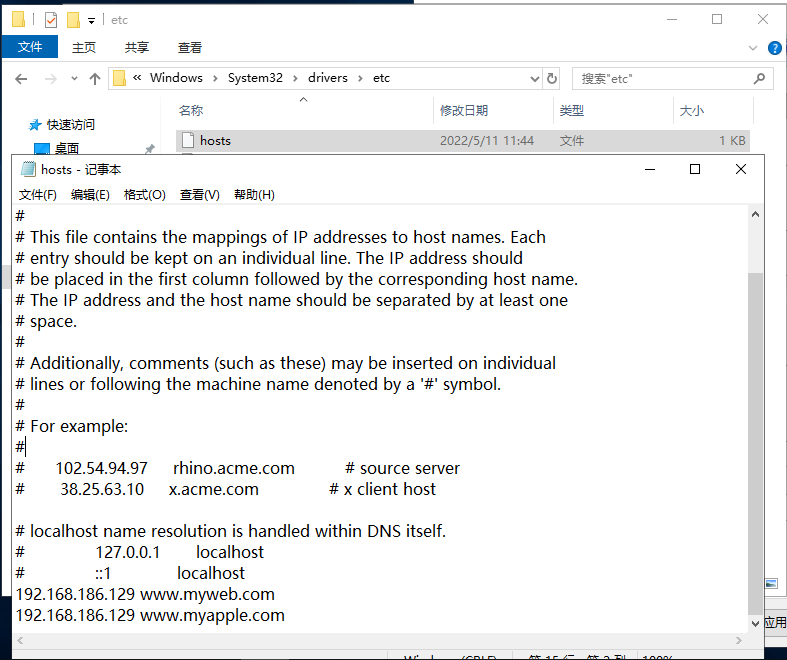 etc
文件 主页 共享 查看
« Windows › System32 › drivers › etc 搜索"etc"
名称 修改日期 类型 大小
快速访问
桌面
hosts 2022/5/11 11:44 文件 1 KB
hosts - 记事本
文件(F) 编辑(E) 格式(O) 查看(V) 帮助(H)
#
# This file contains the mappings of IP addresses to host names. Each
# entry should be kept on an individual line. The IP address should
# be placed in the first column followed by the corresponding host name.
# The IP address and the host name should be separated by at least one
# space.
#
# Additionally, comments (such as these) may be inserted on individual
# lines or following the machine name denoted by a '#' symbol.
#
# For example:
#
# 102.54.94.97 rhino.acme.com # source server
# 38.25.63.10 x.acme.com # x client host
# localhost name resolution is handled within DNS itself.
# 127.0.0.1 localhost
# ::1 localhost
192.168.186.129 www.myweb.com
192.168.186.129 www.myapple.com
应用